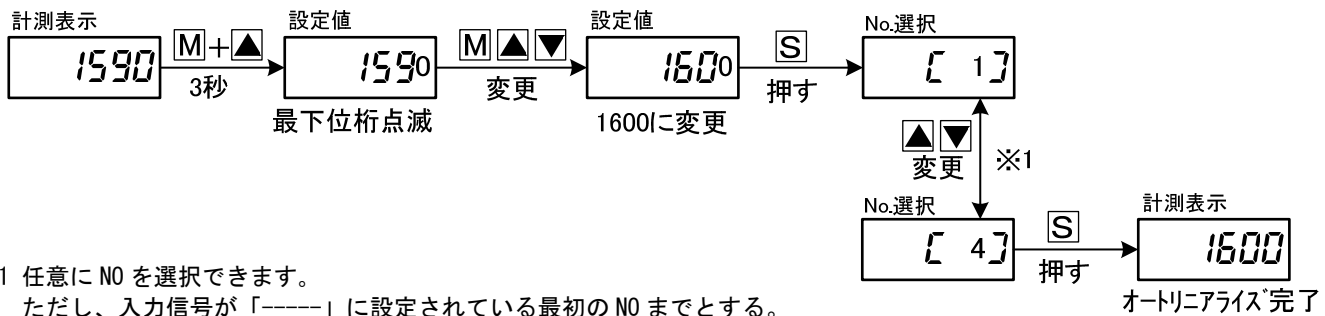 計測表示
1590
M+▲
3秒
設定値
1590
最下位桁点滅
M ▲ ▼
変更
設定値
1600
1600に変更
S
押す
No.選択
[ 1]
▲ ▼
変更
※1
No.選択
[ 4]
S
押す
計測表示
1600
オートリニアライズ完了
1 任意に NO を選択できます。
ただし、入力信号が「-----」に設定されている最初の NO までとする。